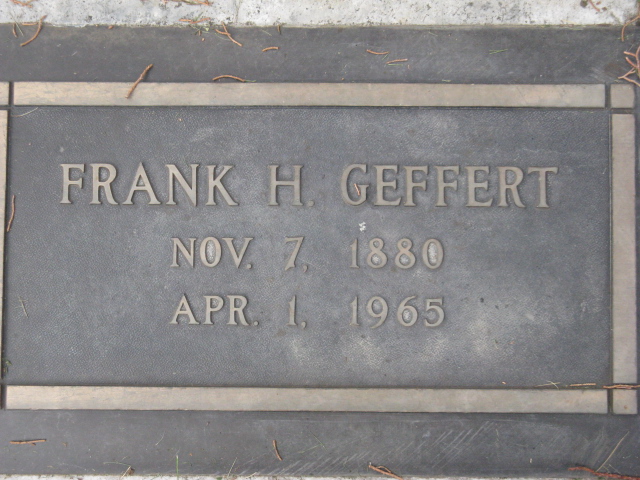 FRANK H. GEFFERT
NOV. 7, 1880
APR. 1, 1965